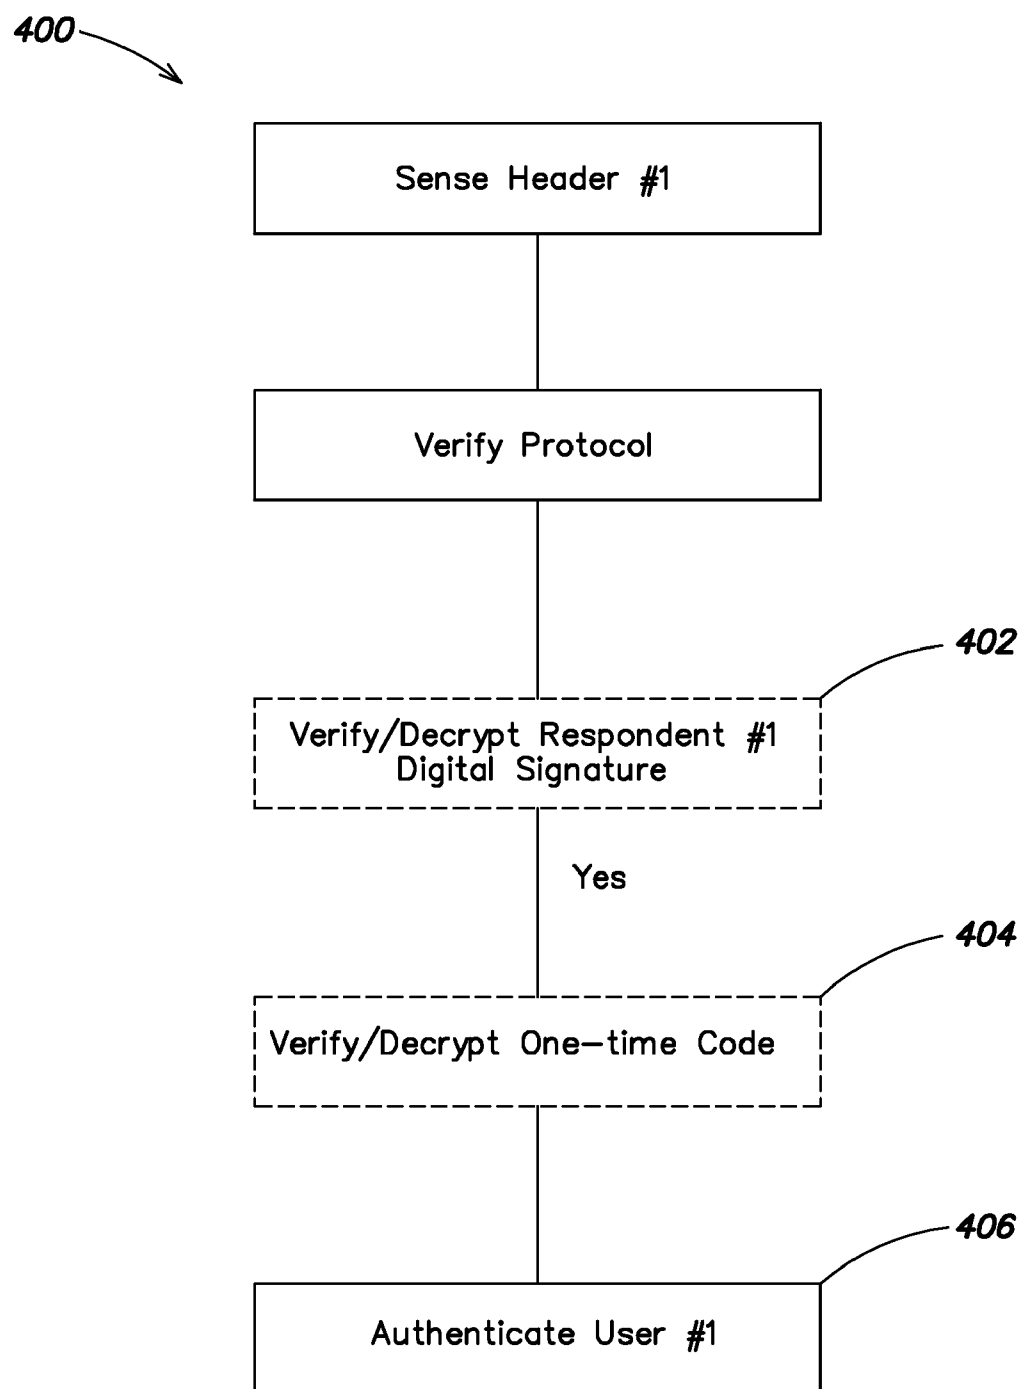 400
Sense Header #1
Verify Protocol
402
Verify/Decrypt Respondent #1
Digital Signature
Yes
404
Verify/Decrypt One-time Code
406
Authenticate User #1